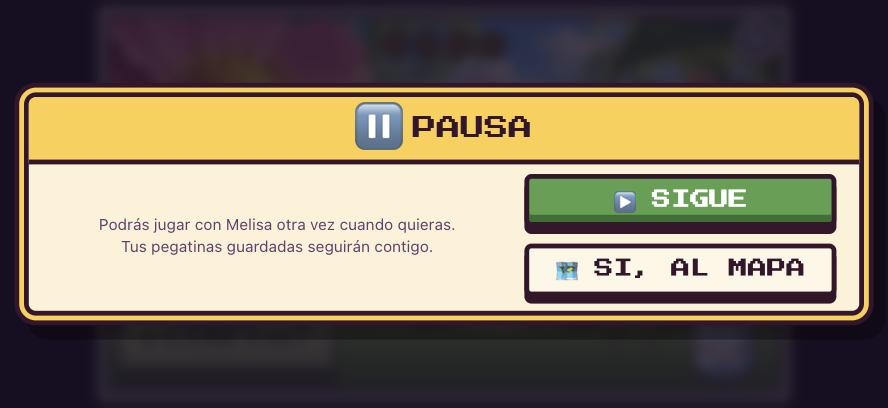 PAUSA
Podrás jugar con Melisa otra vez cuando quieras.
Tus pegatinas guardadas seguirán contigo.
SIGUE
SI, AL MAPA